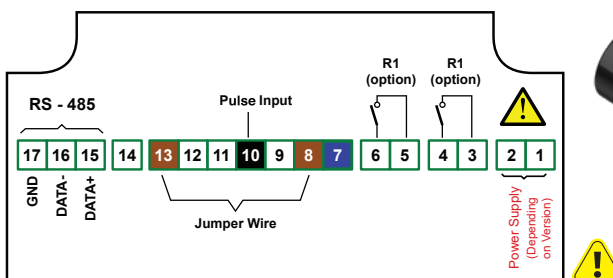 R1
(option)
R1
(option)
RS - 485
Pulse Input
17 16 15 14 13 12 11 10 9 8 7 6 5 4 3 2 1
GND
DATA-
DATA+
Jumper Wire
Power Supply
(Depending
on Version)